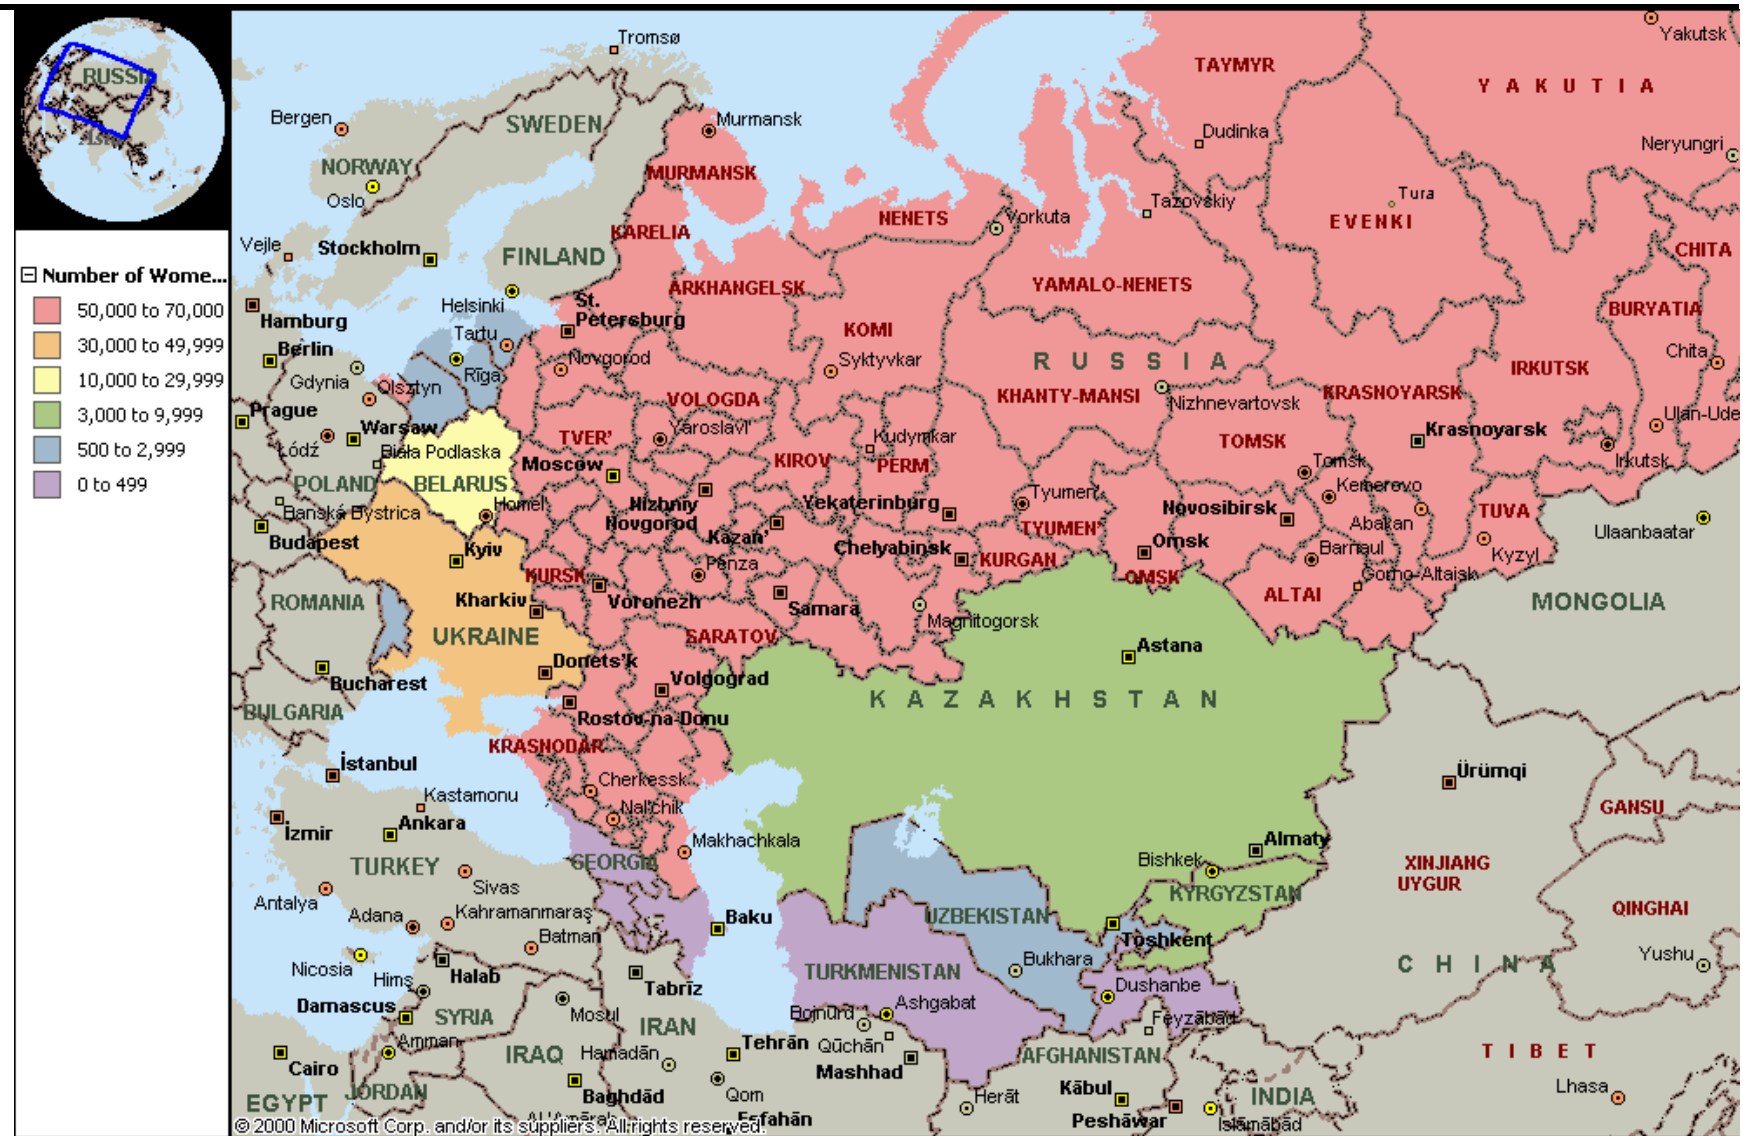 RUSSIA
Asia
Number of Wome...
50,000 to 70,000
30,000 to 49,999
10,000 to 29,999
3,000 to 9,999
500 to 2,999
0 to 499
Tromsø
Yakutsk
TAYMYR
YAKUTIA
Bergen
SWEDEN
Murmansk
Dudinka
Neryungri
NORWAY
MURMANSK
Oslo
Tura
Tazovskiy
NENETS
Vorkuta
EVENKI
KARELIA
Vejle
Stockholm
FINLAND
CHITA
ARKHANGELSK
YAMALO-NENETS
Helsinki
St.
Petersburg
Hamburg
Tartu
KOMI
BURYATIA
Berlin
Novgorod
Syktyvkar
RUSSIA
Chita
Rīga
IRKUTSK
Gdynia
Olsztyn
VOLOGDA
KHANTY-MANSI
KRASNOYARSK
Nizhnevartovsk
Prague
Warsaw
Yaroslavl'
Ulan-Ude
TVER'
Kudymkar
TOMSK
Krasnoyarsk
Łódź
Biała Podlaska
KIROV
PERM
Moscow
Tomsk
Irkutsk
POLAND
BELARUS
Kemerovo
Nizhniy
Novgorod
Yekaterinburg
Tyumen'
Banská Bystrica
Homel'
Novosibirsk
TUVA
Abakan
TYUMEN'
Ulaanbaatar
Budapest
Kazan'
Kyiv
Chelyabinsk
Omsk
Barnaul
Kyzyl
KURGAN
Penza
KURSK
OMSK
Gorno-Altaisk
ROMANIA
Kharkiv
Voronezh
Samara
ALTAI
MONGOLIA
Magnitogorsk
UKRAINE
SARATOV
Astana
Donets'k
Bucharest
Volgograd
KAZAKHSTAN
BULGARIA
Rostov-na-Donu
KRASNODAR
İstanbul
Ürümqi
Cherkessk
Kastamonu
Nal'chik
GANSU
İzmir
Ankara
Makhachkala
Almaty
TURKEY
GEORGIA
Bishkek
XINJIANG
UYGUR
Sivas
KYRGYZSTAN
Antalya
Adana
Kahramanmaraş
Baku
UZBEKISTAN
QINGHAI
Batman
Toshkent
Yushu
Nicosia
Halab
Bukhara
CHINA
Hims
Tabrīz
TURKMENISTAN
Dushanbe
Damascus
SYRIA
Mosul
Ashgabat
Bojnūrd
Feyzābād
IRAN
Amman
Tehrān
Qūchān
IRAQ
Hamadān
AFGHANISTAN
TIBET
Cairo
Mashhad
JORDAN
Baghdād
Qom
Kābul
Lhasa
EGYPT
Herāt
INDIA
Peshāwar
Islāmābād
Al 'Amārah
Esfahān
© 2000 Microsoft Corp. and/or its suppliers. All rights reserved.